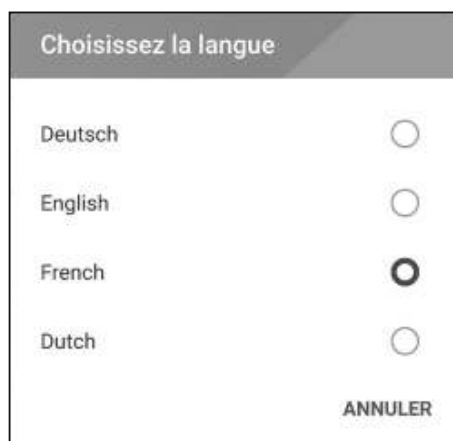 Choisissez la langue
Deutsch
English
French
Dutch
ANNULER